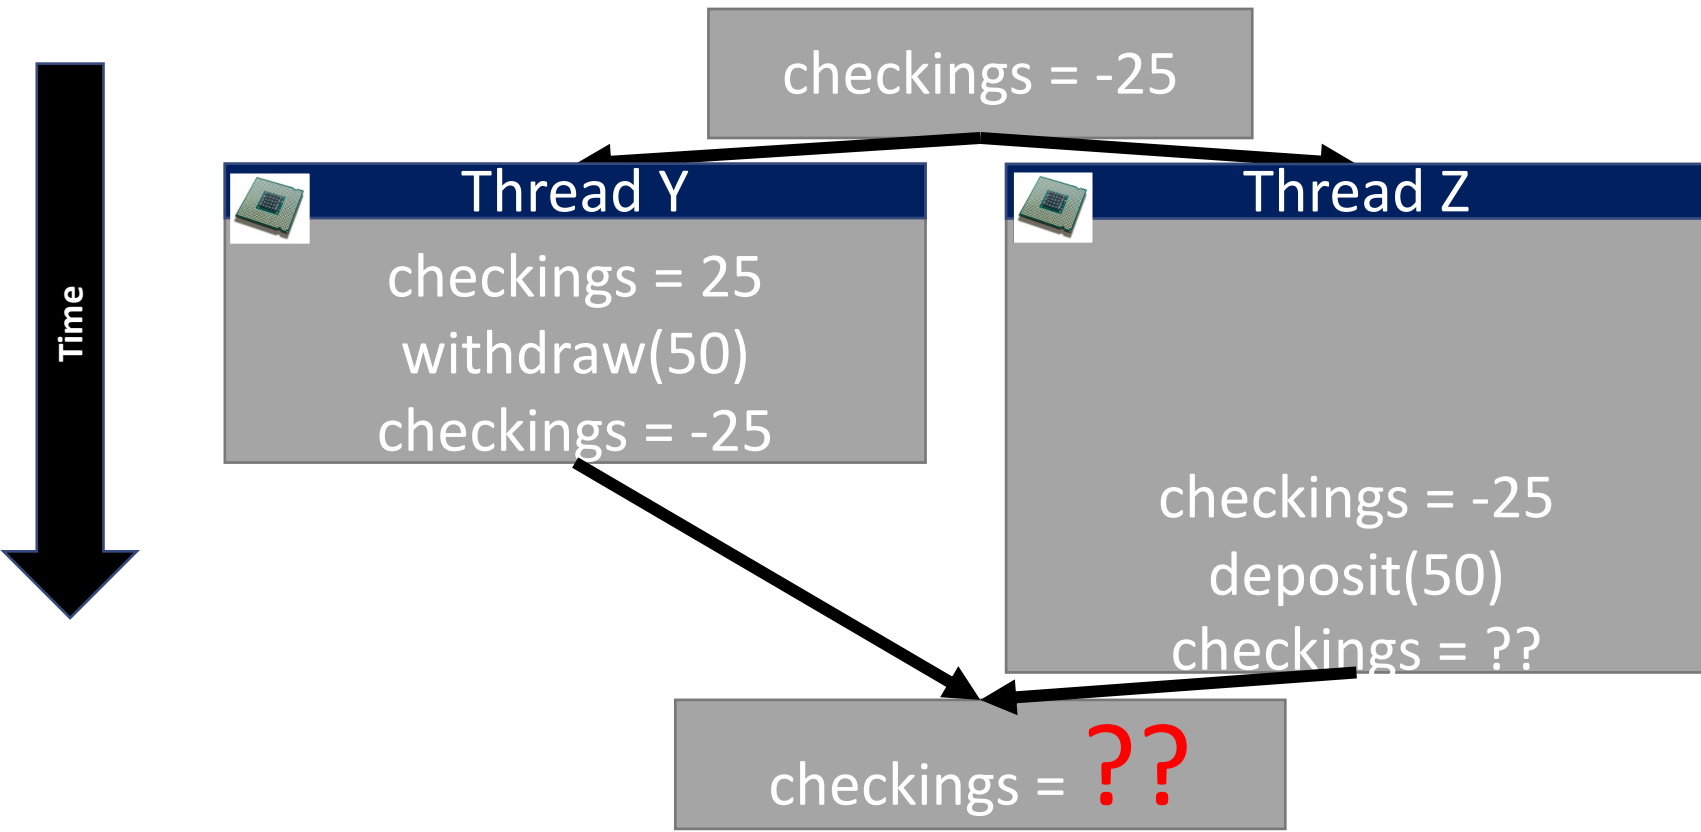 checkings = -25
Time
Thread Y
checkings = 25
withdraw(50)
checkings = -25
Thread Z
checkings = -25
deposit(50)
checkings = ??
checkings = ??